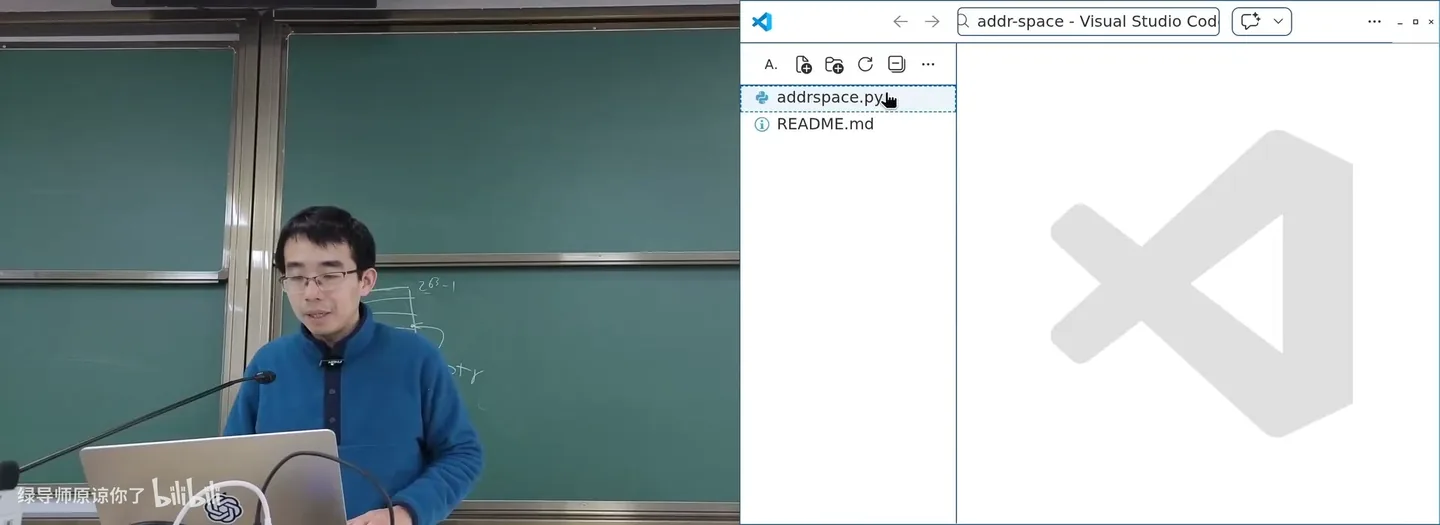 2⁶³-1
绿导师原谅你了 bilibili
addr-space - Visual Studio Cod
A.
addrspace.py
README.md